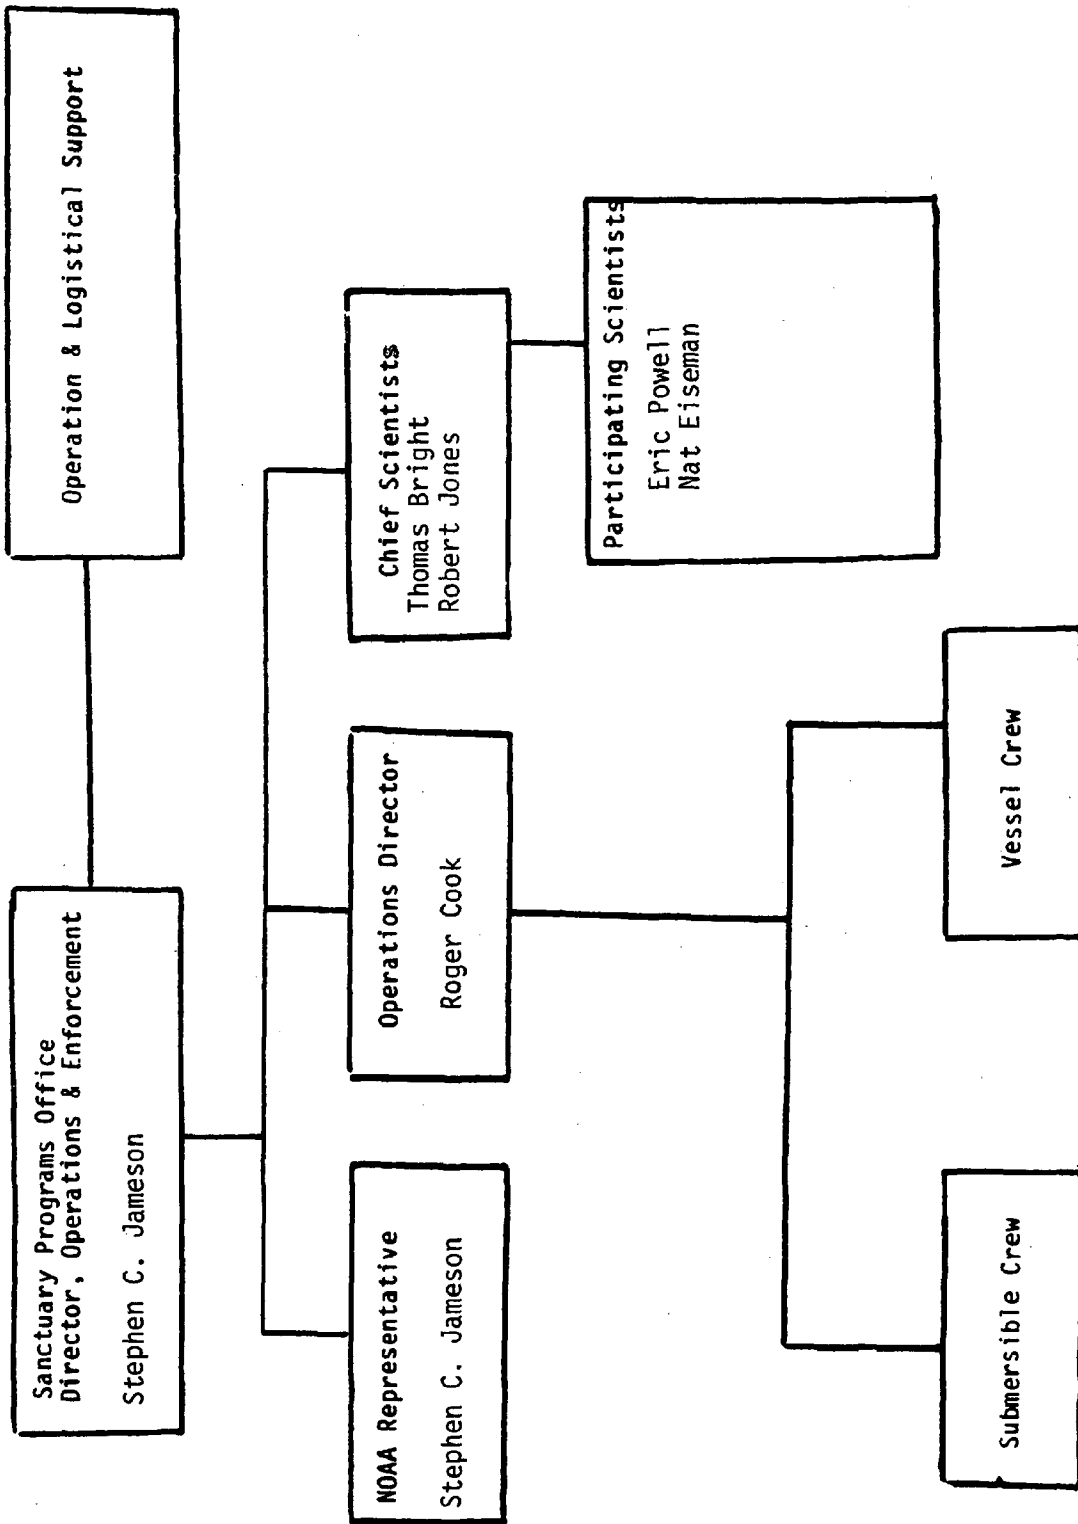 Sanctuary Programs Office
Director, Operations & Enforcement
Stephen C. Jameson
Operation & Logistical Support
NOAA Representative
Stephen C. Jameson
Operations Director
Roger Cook
Chief Scientists
Thomas Bright
Robert Jones
Participating Scientists
Eric Powell
Nat Eiseman
Submersible Crew
Vessel Crew